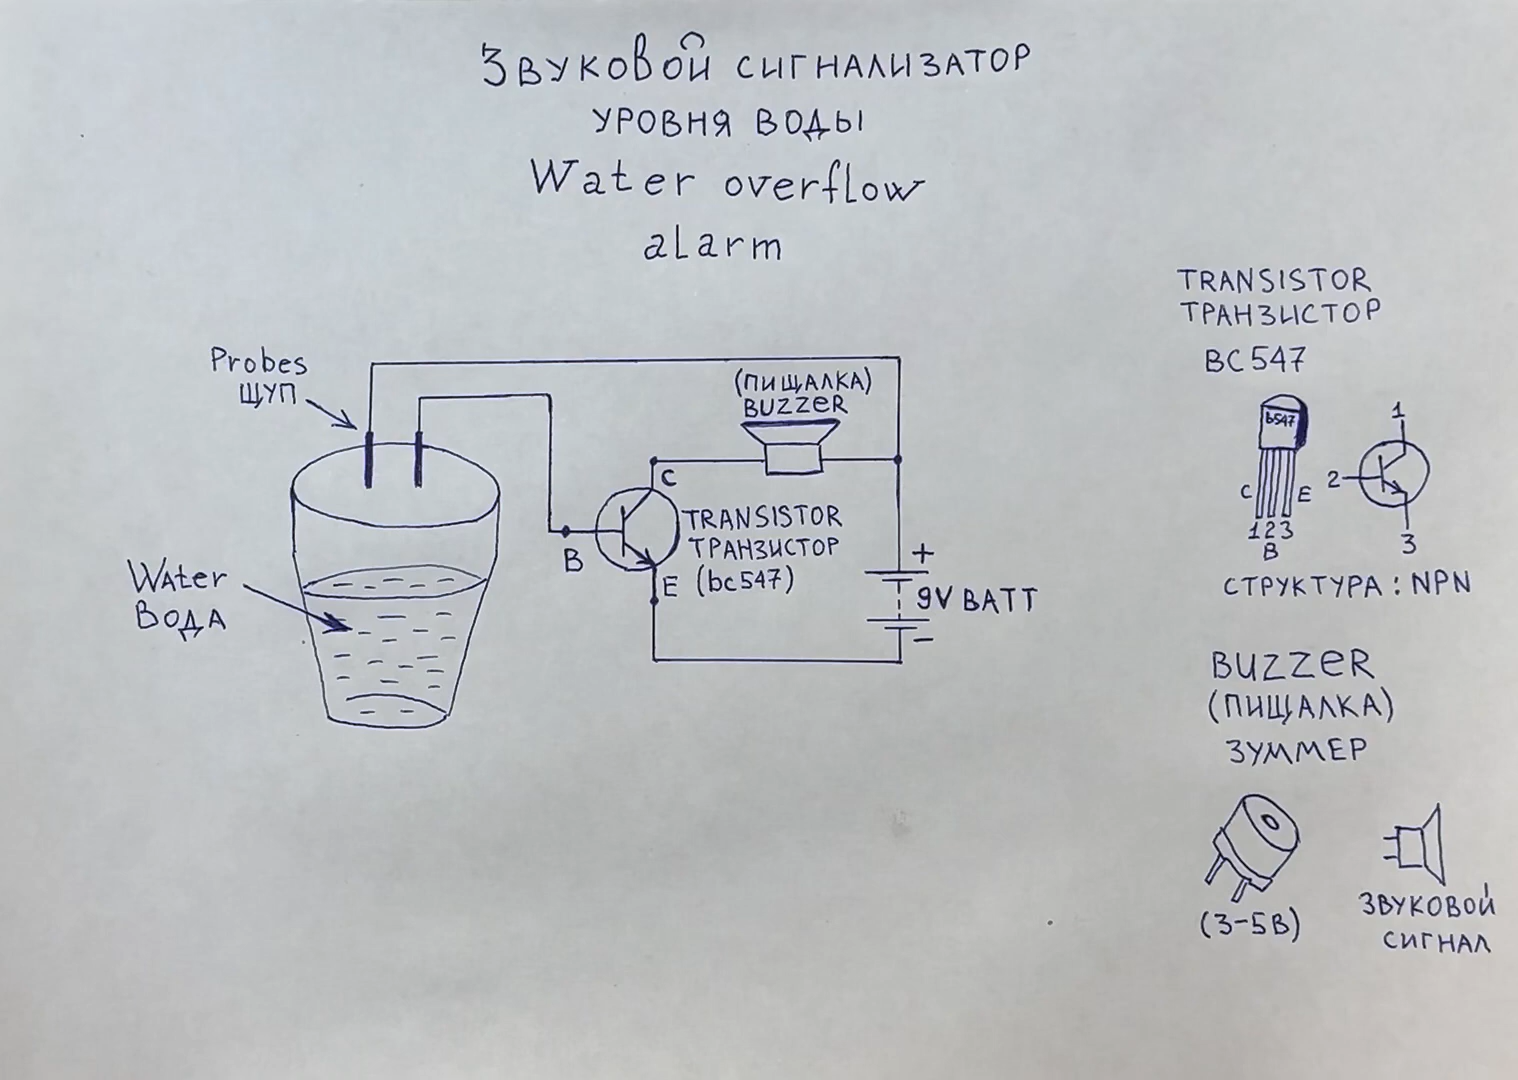 Звуковой сигнализатор
уровня воды
Water overflow
alarm
Probes
щуп
Water
Вода
(пищалка)
Buzzer
C
B
E
TRANSISTOR
ТРАНЗИСТОР
(bc547)
+
9V BATT
-
TRANSISTOR
ТРАНЗИСТОР
BC547
b547
C
E
123
B
1
2
3
СТРУКТУРА: NPN
BUZZER
(ПИЩАЛКА)
ЗУММЕР
(3-5В)
ЗВУКОВОЙ
СИГНАЛ